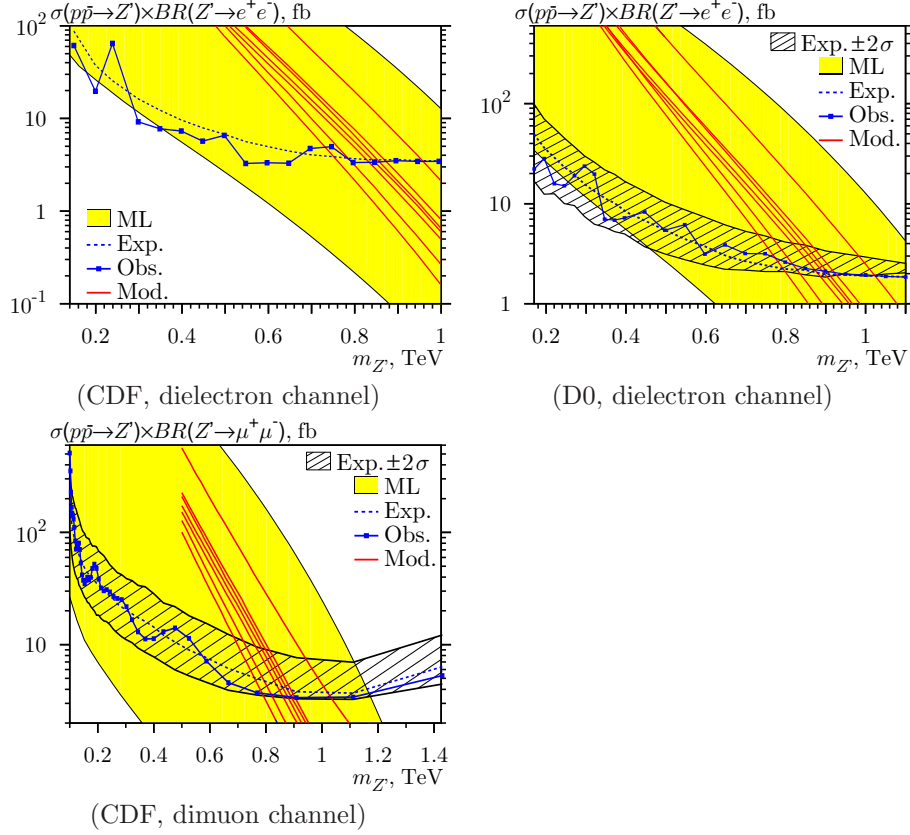 σ(pp̄→Z')×BR(Z'→e⁺e⁻), fb
10²
10
1
10⁻¹
ML
Exp.
Obs.
Mod.
0.2 0.4 0.6 0.8 1
m_Z', TeV
(CDF, dielectron channel)
σ(pp̄→Z')×BR(Z'→e⁺e⁻), fb
10²
10
1
Exp.±2σ
ML
Exp.
Obs.
Mod.
0.2 0.4 0.6 0.8 1
m_Z', TeV
(D0, dielectron channel)
σ(pp̄→Z')×BR(Z'→μ⁺μ⁻), fb
10²
10
Exp.±2σ
ML
Exp.
Obs.
Mod.
0.2 0.4 0.6 0.8 1 1.2 1.4
m_Z', TeV
(CDF, dimuon channel)